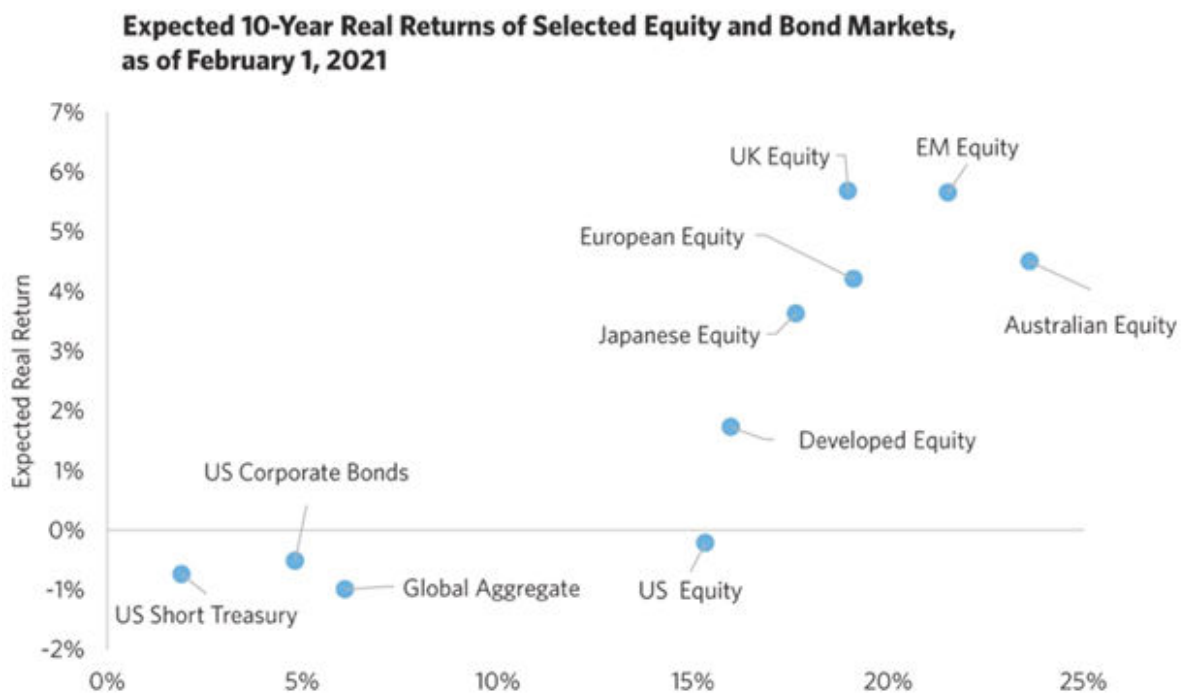 Expected 10-Year Real Returns of Selected Equity and Bond Markets,
as of February 1, 2021
7%
6%
5%
4%
3%
2%
1%
0%
-1%
-2%
Expected Real Return
UK Equity
EM Equity
European Equity
Japanese Equity
Australian Equity
Developed Equity
US Corporate Bonds
Global Aggregate
US  Equity
US Short Treasury
0%
5%
10%
15%
20%
25%